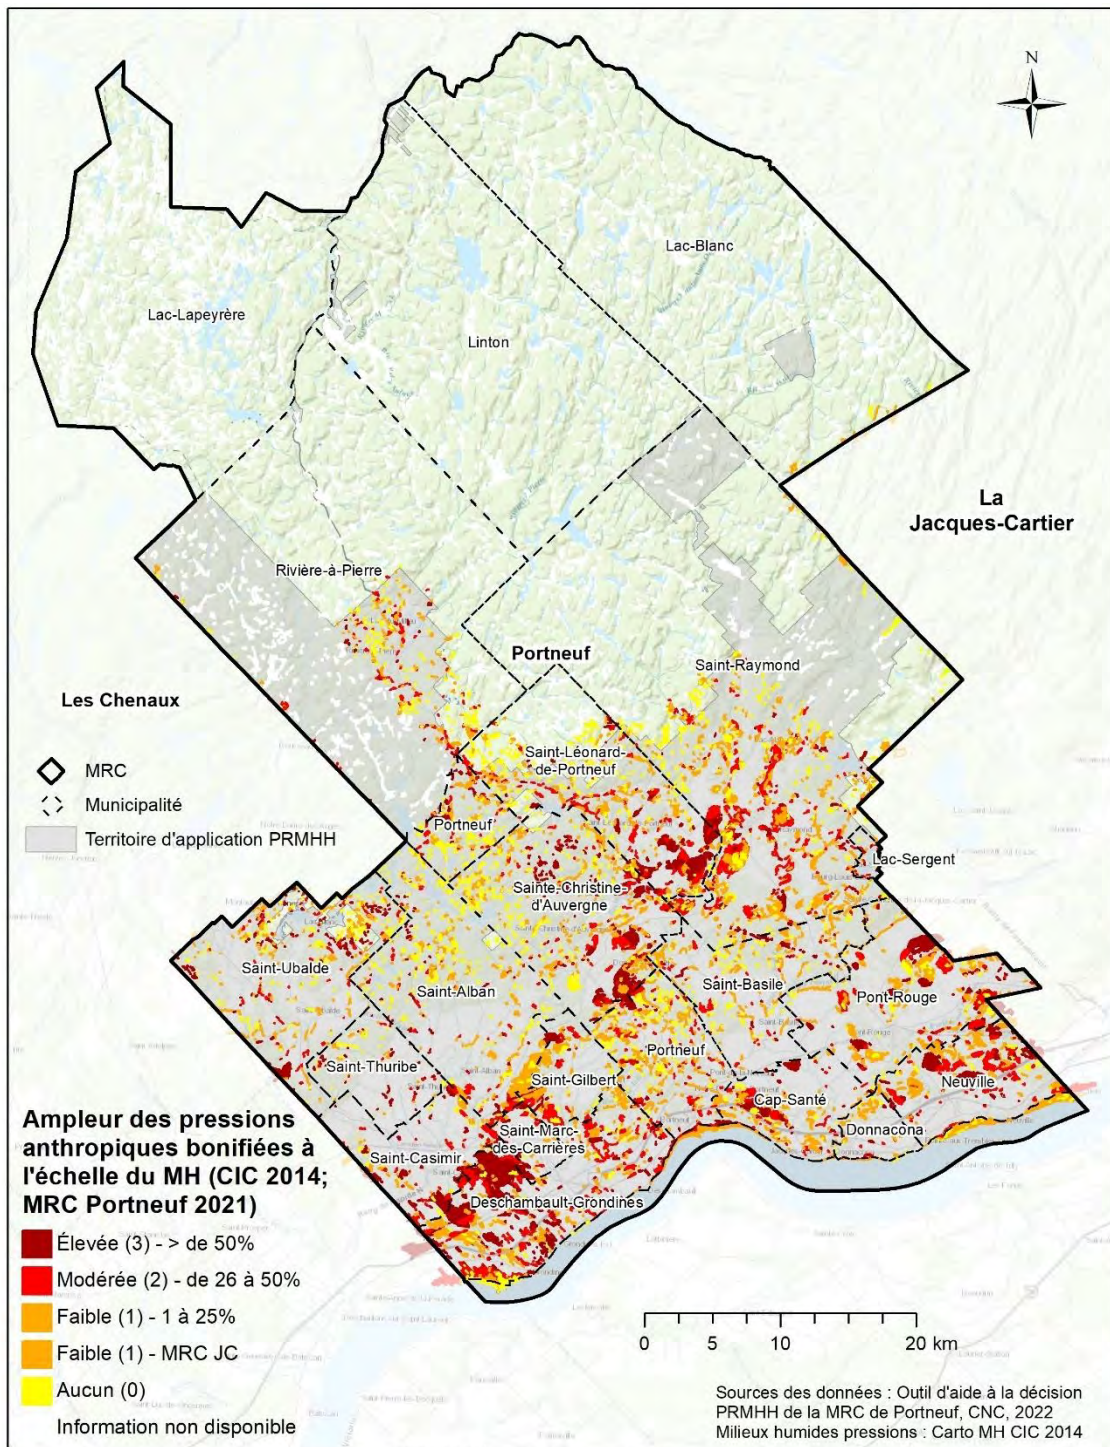 N
Lac-Blanc
Lac-Lapeyrère
Linton
La
Jacques-Cartier
Rivière-à-Pierre
Portneuf
Saint-Raymond
Les Chenaux
MRC
Municipalité
Territoire d'application PRMHH
Saint-Léonard-
de-Portneuf
Portneuf
Lac-Sergent
Sainte-Christine-
d'Auvergne
Saint-Ubalde
Saint-Alban
Saint-Basile
Pont-Rouge
Saint-Thuribe
Portneuf
Saint-Gilbert
Neuville
Cap-Santé
Donnacona
Saint-Marc-
des-Carrières
Saint-Casimir
Deschambault-Grondines
Ampleur des pressions
anthropiques bonifiées à
l'échelle du MH (CIC 2014;
MRC Portneuf 2021)
Élevée (3) - > de 50%
Modérée (2) - de 26 à 50%
Faible (1) - 1 à 25%
Faible (1) - MRC JC
Aucun (0)
Information non disponible
0 5 10 20 km
Sources des données : Outil d'aide à la décision
PRMHH de la MRC de Portneuf, CNC, 2022
Milieux humides pressions : Carto MH CIC 2014